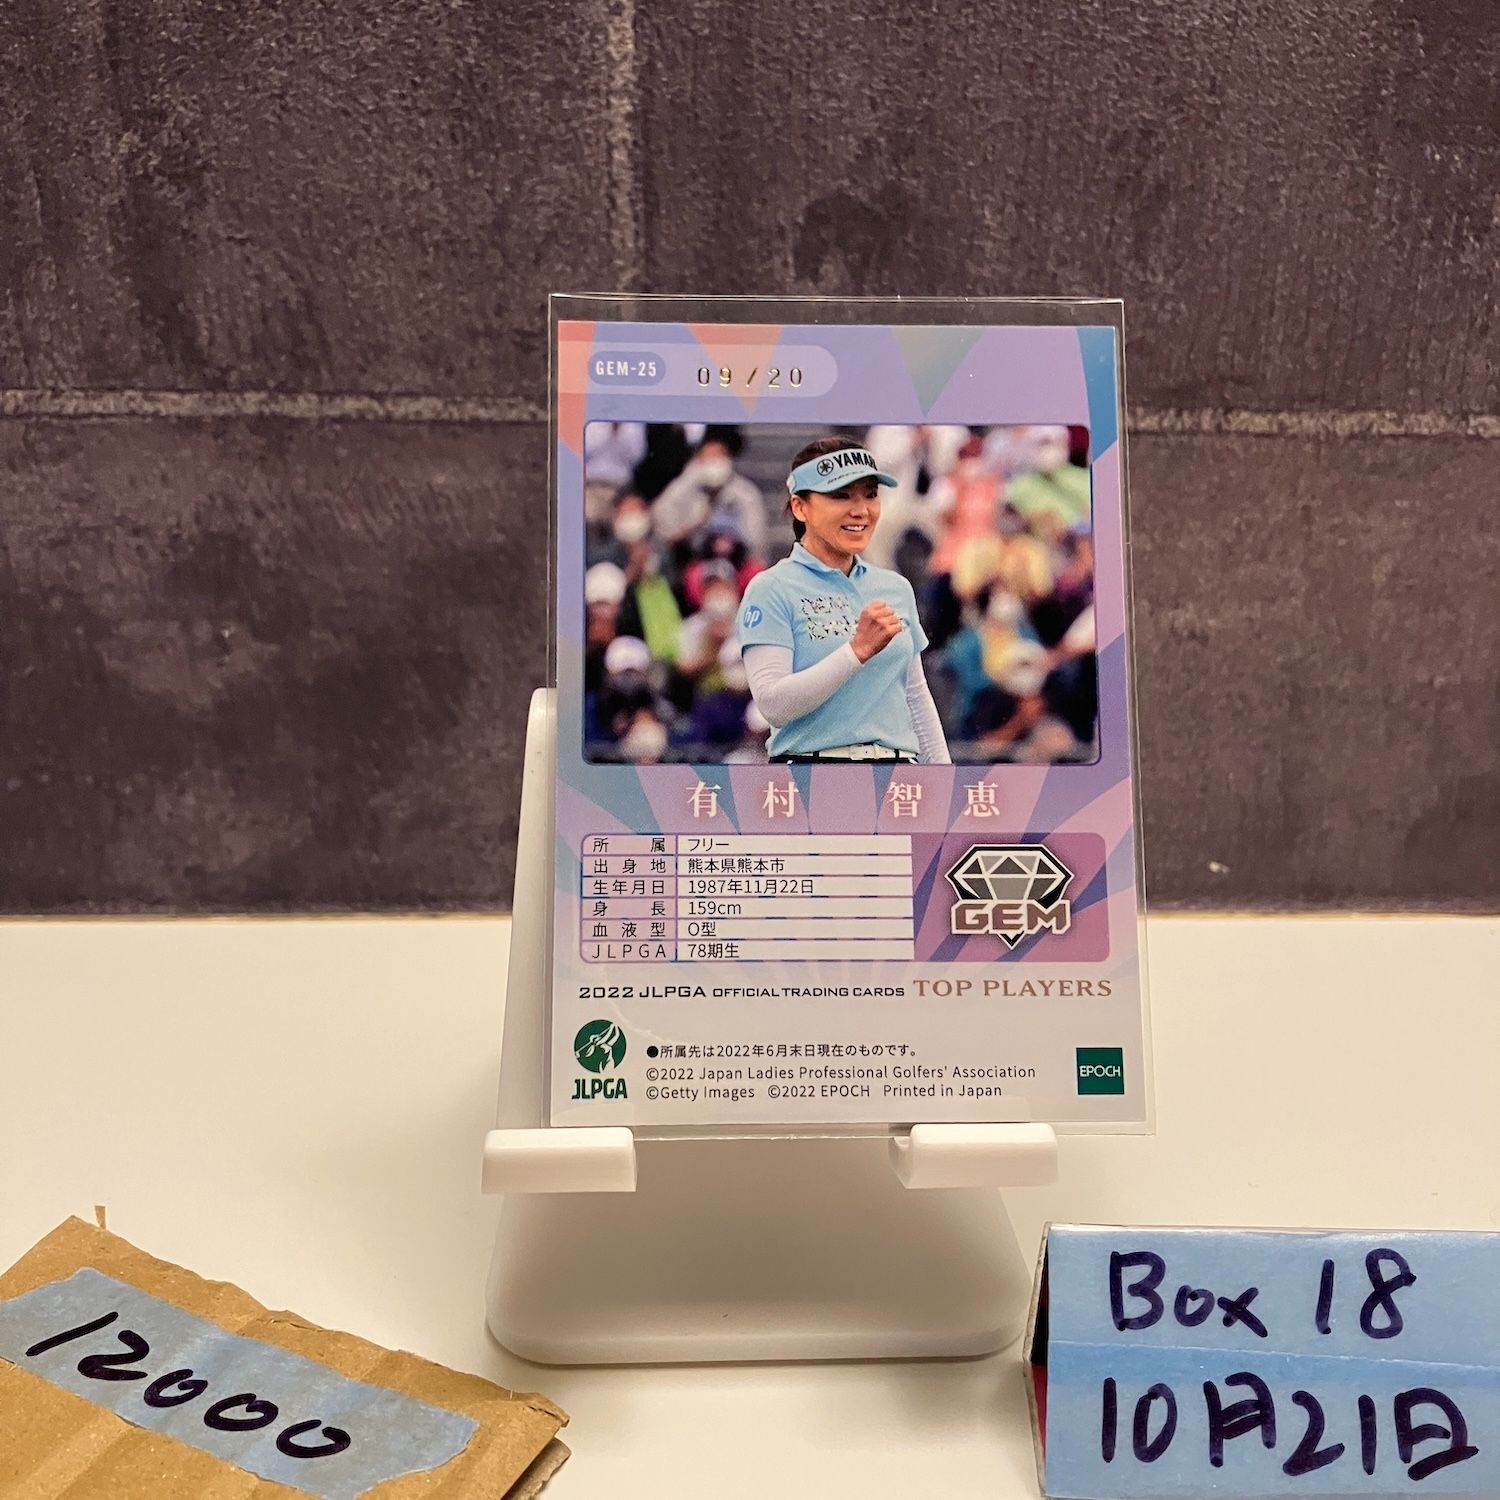 GEM-25 09/20
YAMA
hp
有村 智恵
所属 フリー
出身地 熊本県熊本市
生年月日 1987年11月22日
身長 159cm
血液型 O型
JLPGA 78期生
GEM
2022 JLPGA OFFICIAL TRADING CARDS TOP PLAYERS
JLPGA
●所属先は2022年6月末日現在のものです。
©2022 Japan Ladies Professional Golfers' Association
©Getty Images ©2022 EPOCH Printed in Japan
EPOCH
12000
Box 18
10月21日